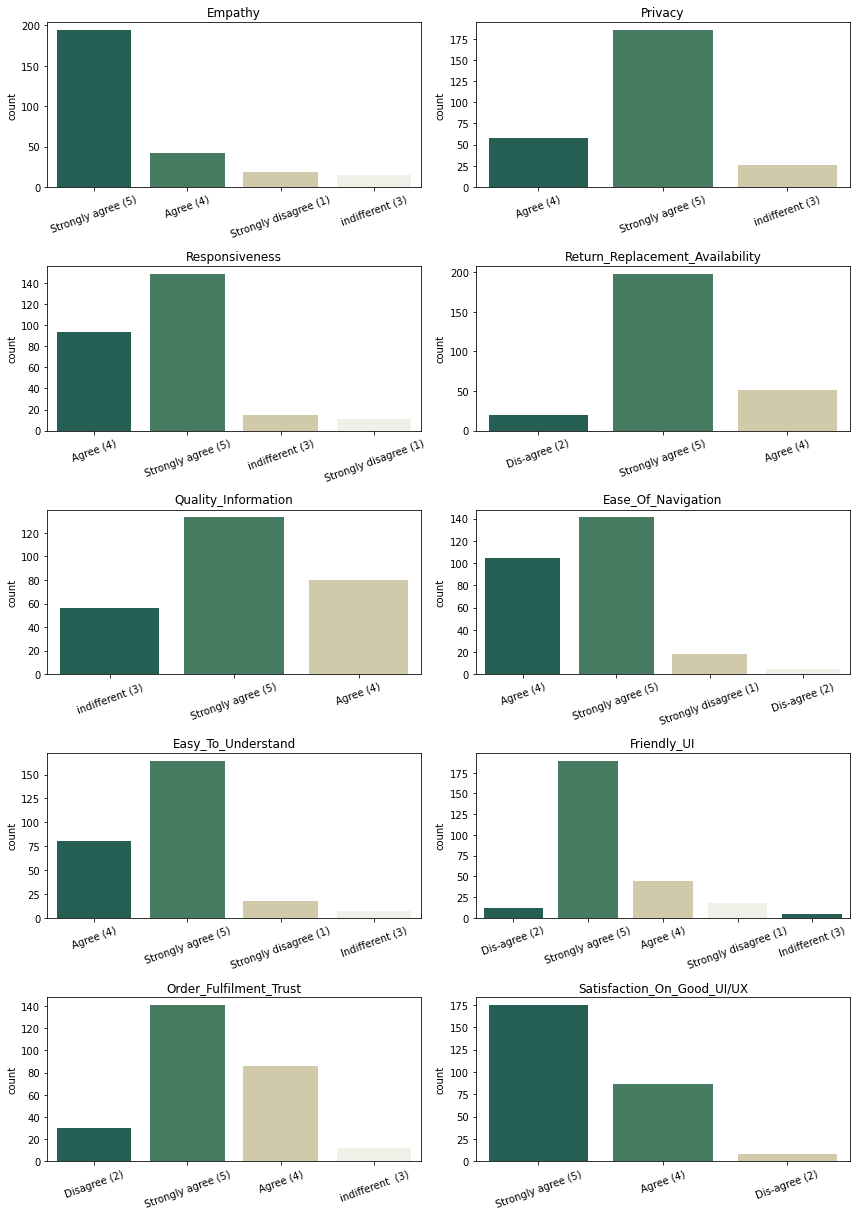 Empathy
count
200
150
100
50
0
Strongly agree (5)
Agree (4)
Strongly disagree (1)
indifferent (3)
Privacy
count
175
150
125
100
75
50
25
0
Agree (4)
Strongly agree (5)
indifferent (3)
Responsiveness
count
140
120
100
80
60
40
20
0
Agree (4)
Strongly agree (5)
indifferent (3)
Strongly disagree (1)
Return_Replacement_Availability
count
200
150
100
50
0
Dis-agree (2)
Strongly agree (5)
Agree (4)
Quality_Information
count
120
100
80
60
40
20
0
indifferent (3)
Strongly agree (5)
Agree (4)
Ease_Of_Navigation
count
140
120
100
80
60
40
20
0
Agree (4)
Strongly agree (5)
Strongly disagree (1)
Dis-agree (2)
Easy_To_Understand
count
150
125
100
75
50
25
0
Agree (4)
Strongly agree (5)
Strongly disagree (1)
Indifferent (3)
Friendly_UI
count
175
150
125
100
75
50
25
0
Dis-agree (2)
Strongly agree (5)
Agree (4)
Strongly disagree (1)
Indifferent (3)
Order_Fulfilment_Trust
count
140
120
100
80
60
40
20
0
Disagree (2)
Strongly agree (5)
Agree (4)
indifferent  (3)
Satisfaction_On_Good_UI/UX
count
175
150
125
100
75
50
25
0
Strongly agree (5)
Agree (4)
Dis-agree (2)